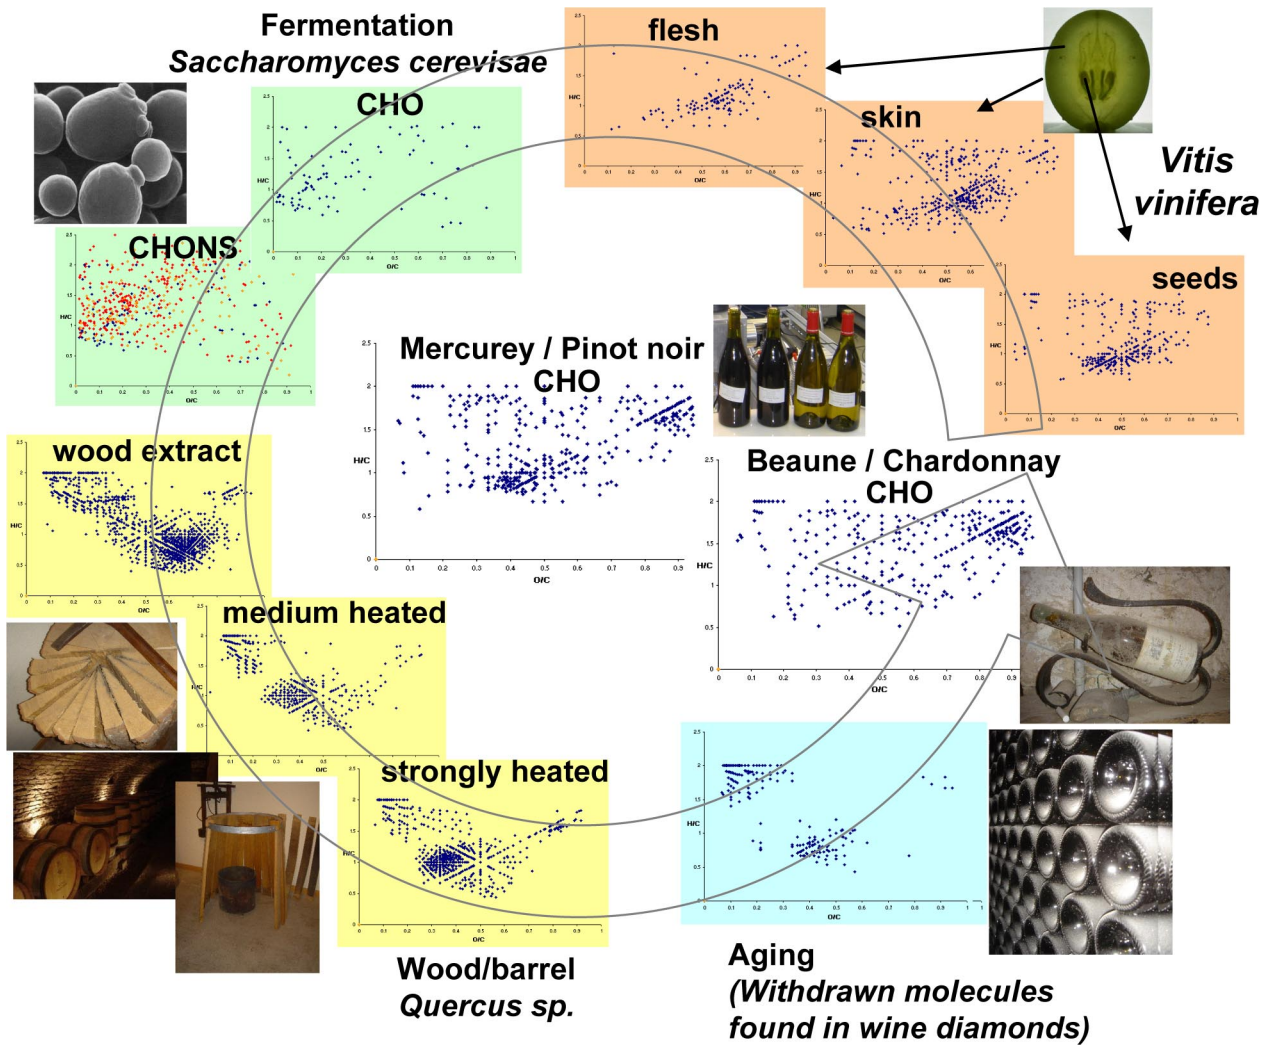 Fermentation
Saccharomyces cerevisae
CHO
CHONS
flesh
skin
seeds
Vitis
vinifera
Mercurey / Pinot noir
CHO
Beaune / Chardonnay
CHO
wood extract
medium heated
strongly heated
Wood/barrel
Quercus sp.
Aging
(Withdrawn molecules
found in wine diamonds)
H/C
O/C
H/C
O/C
H/C
O/C
H/C
O/C
H/C
O/C
H/C
O/C
H/C
O/C
H/C
O/C
H/C
O/C
H/C
O/C
H/C
O/C